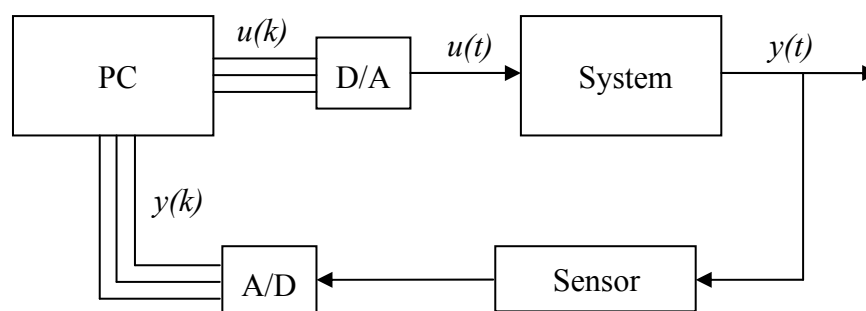 PC
u(k)
D/A
u(t)
System
y(t)
y(k)
A/D
Sensor